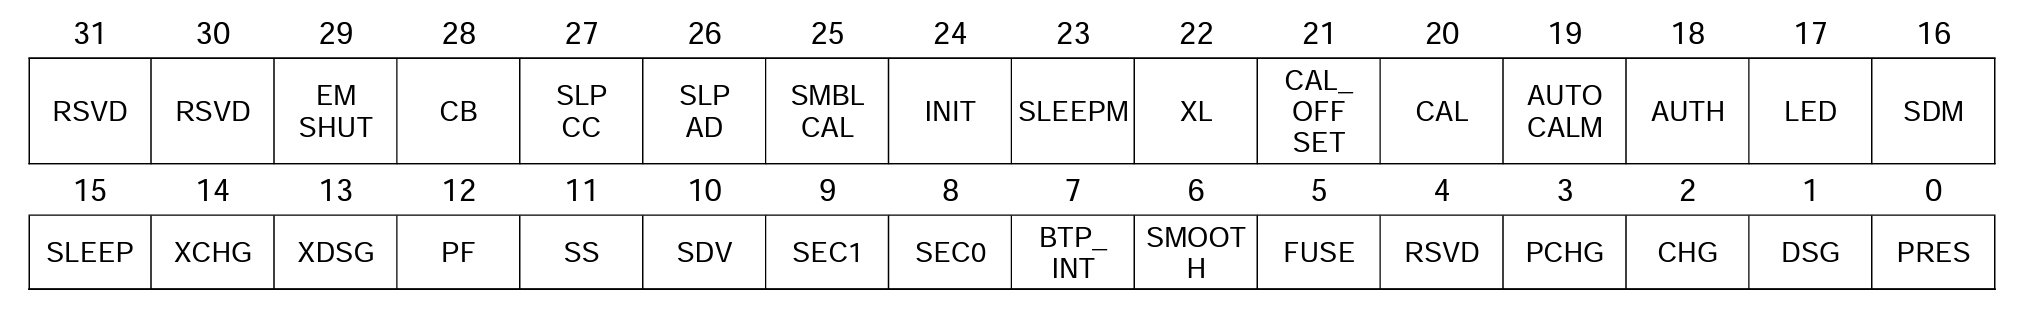 31 30 29 28 27 26 25 24 23 22 21 20 19 18 17 16
RSVD RSVD EM SHUT CB SLP CC SLP AD SMBL CAL INIT SLEEPM XL CAL_ OFF SET CAL AUTO CALM AUTH LED SDM
15 14 13 12 11 10 9 8 7 6 5 4 3 2 1 0
SLEEP XCHG XDSG PF SS SDV SEC1 SEC0 BTP_ INT SMOOT H FUSE RSVD PCHG CHG DSG PRES